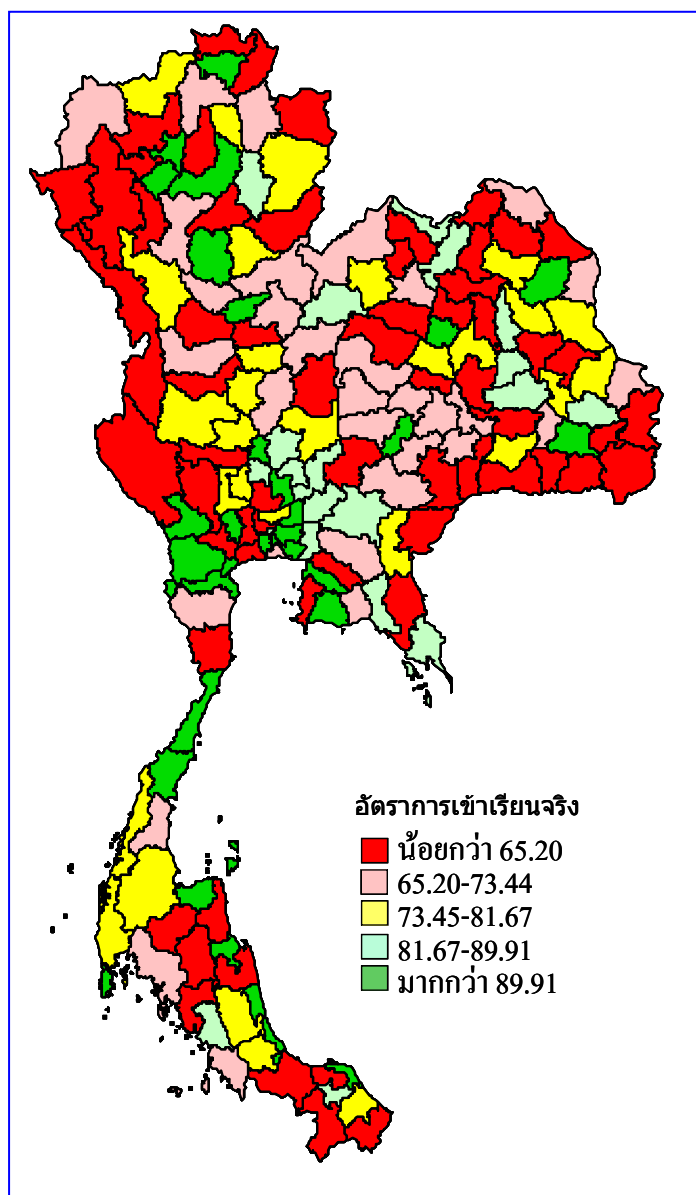 อัตราการเข้าเรียนจริง
น้อยกว่า 65.20
65.20-73.44
73.45-81.67
81.67-89.91
มากกว่า 89.91